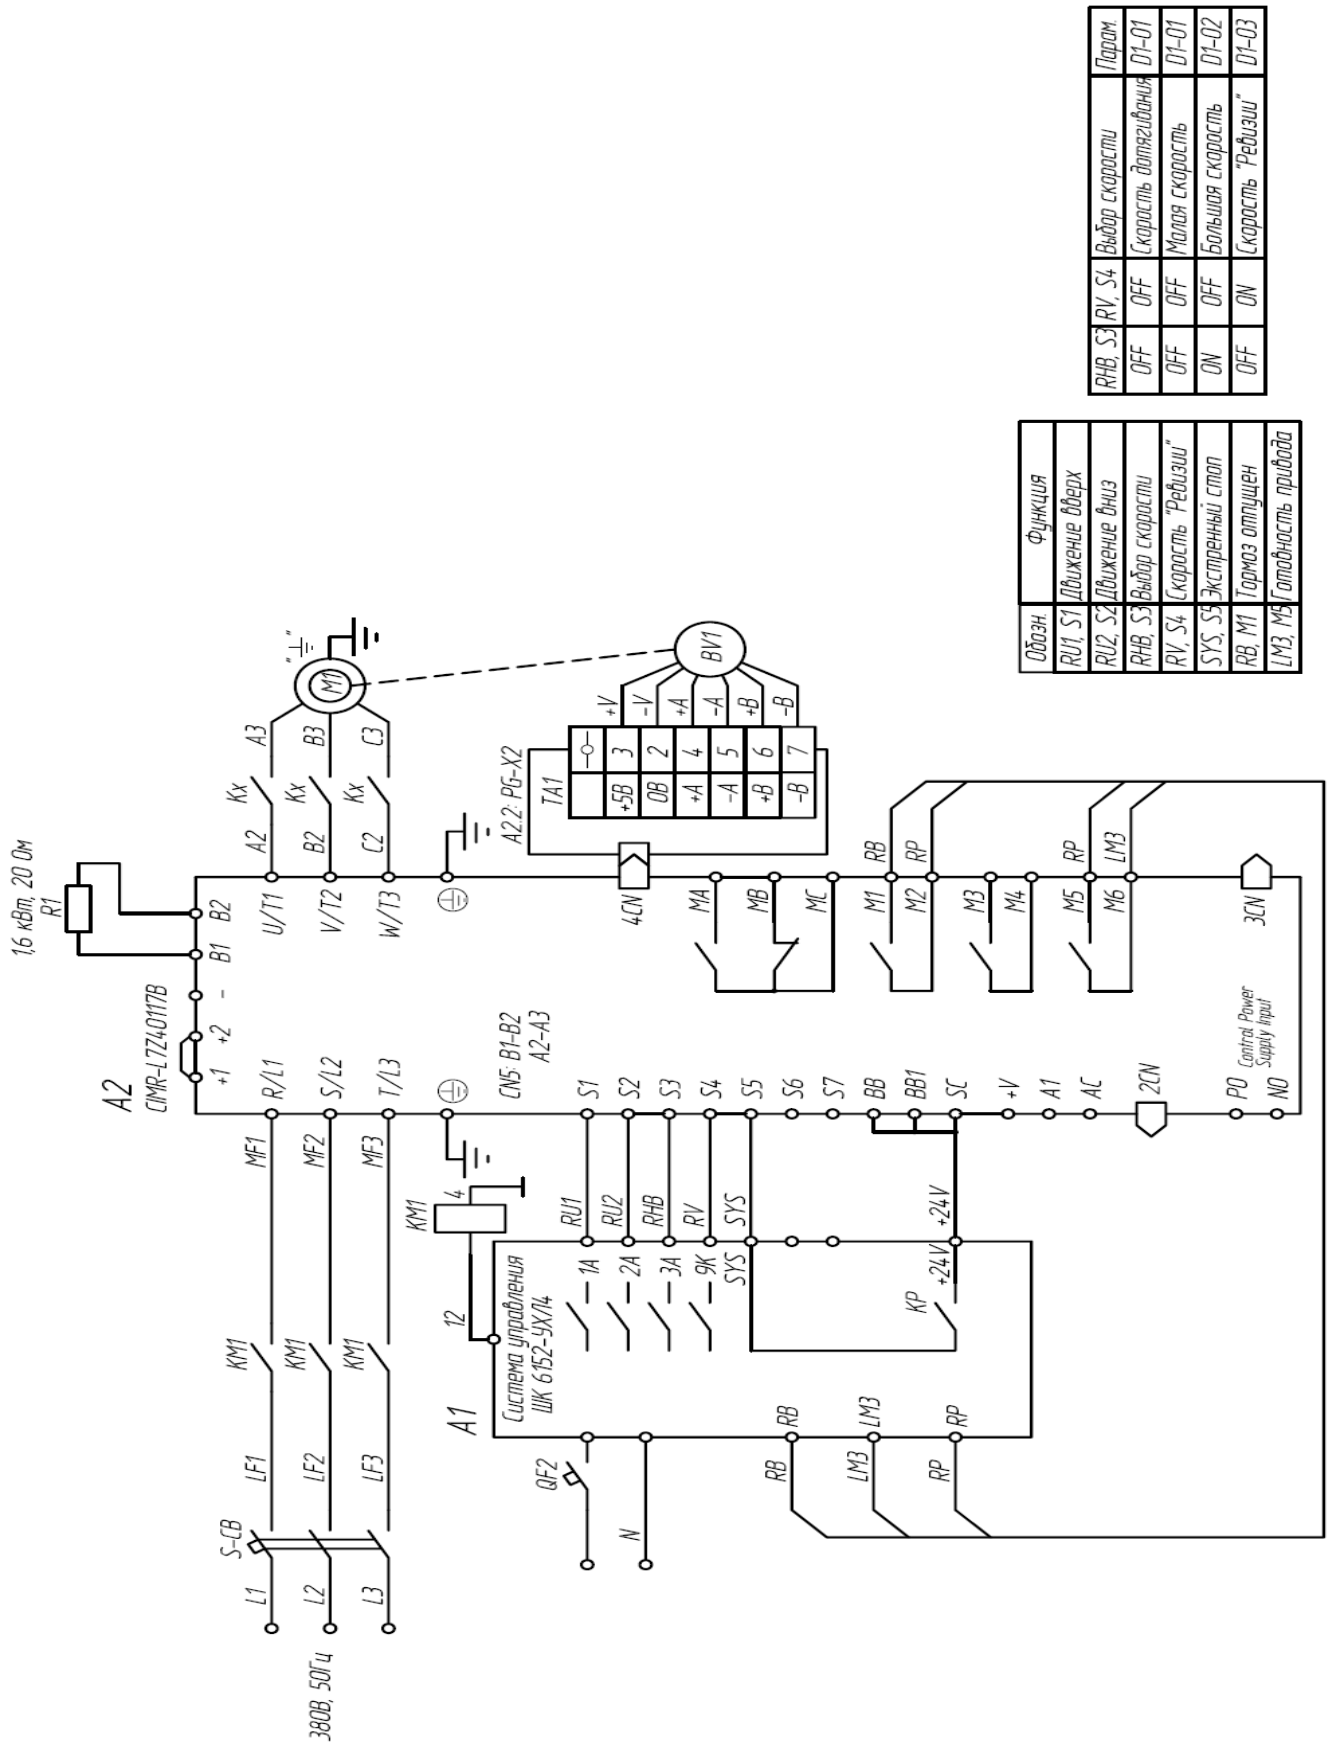 1,6 кВт, 20 Ом
R1
A2
CIMR-L7Z40117B
+1
+2
-
B1
B2
380В, 50Гц
L1
L2
L3
S-CB
LF1
LF2
LF3
KM1
KM1
KM1
MF1
MF2
MF3
R/L1
S/L2
T/L3
U/T1
V/T2
W/T3
A2
B2
C2
Kx
Kx
Kx
A3
B3
C3
M1
KM1
12
4
CN5: B1-B2
A2-A3
A1
Система управления
ШК 6152-УХЛ4
QF2
N
1A
2A
3A
9K
SYS
+24V
KP
RU1
RU2
RHB
RV
SYS
+24V
S1
S2
S3
S4
S5
S6
S7
BB
BB1
SC
+V
A1
AC
2CN
PO
NO
Control Power
Supply Input
RB
LM3
RP
RB
LM3
RP
4CN
MA
MB
MC
M1
M2
M3
M4
M5
M6
3CN
RB
RP
RP
LM3
A2.2: PG-X2
TA1
+5В 3 +V
0В 2 -V
+A 4 +A
-A 5 -A
+B 6 +B
-B 7 -B
BV1
Обозн. Функция
RU1, S1 Движение вверх
RU2, S2 Движение вниз
RHB, S3 Выбор скорости
RV, S4 Скорость "Ревизии"
SYS, S5 Экстренный стоп
RB, M1 Тормоз отпущен
LM3, M5 Готовность привода
RHB, S3 RV, S4 Выбор скорости Парам.
OFF OFF Скорость дотягивания D1-01
OFF OFF Малая скорость D1-01
ON OFF Большая скорость D1-02
OFF ON Скорость "Ревизии" D1-03